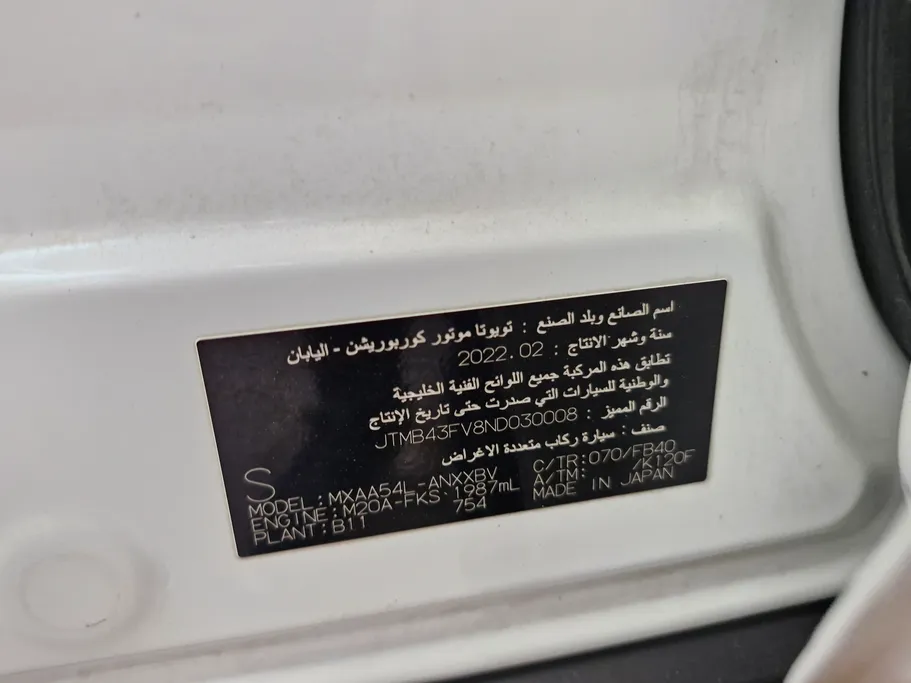 اسم الصانع وبلد الصنع : تويوتا موتور كوربوريشن - اليابان
سنة وشهر الانتاج : 2022.02
تطابق هذه المركبة جميع اللوائح الفنية الخليجية
والوطنية للسيارات التي صدرت حتى تاريخ الإنتاج
الرقم المميز : JTMB43FV8ND030008
صنف : سيارة ركاب متعددة الاغراض
S
MODEL:MXAA54L-ANXXBV C/TR:070/FB40
ENGINE:M20A-FKS 1987mL A/TM: /K120F
PLANT:B11 754 MADE IN JAPAN